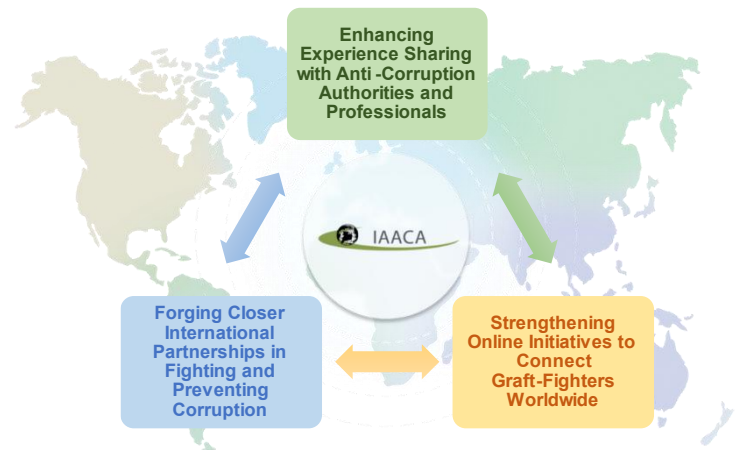 Enhancing
Experience Sharing
with Anti -Corruption
Authorities and
Professionals
IAACA
Forging Closer
International
Partnerships in
Fighting and
Preventing
Corruption
Strengthening
Online Initiatives to
Connect
Graft-Fighters
Worldwide